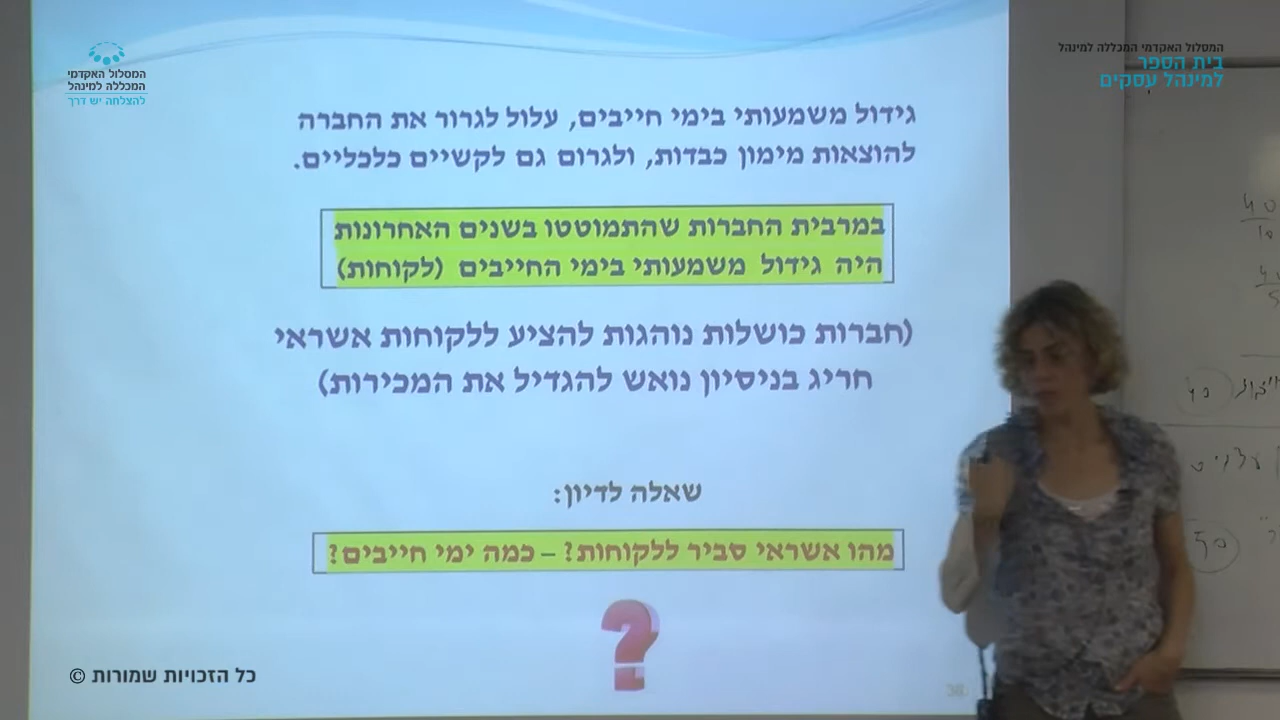 המסלול האקדמי
המכללה למינהל
להצלחה יש דרך
המסלול האקדמי המכללה למינהל
בית הספר
למינהל עסקים
גידול משמעותי בימי חייבים, עלול לגרור את החברה
להוצאות מימון כבדות, ולגרום גם לקשיים כלכליים.
במרבית החברות שהתמוטטו בשנים האחרונות
היה גידול משמעותי בימי החייבים (לקוחות)
(חברות כושלות נוהגות להציע ללקוחות אשראי
חריג בניסיון נואש להגדיל את המכירות)
שאלה לדיון:
מהו אשראי סביר ללקוחות? – כמה ימי חייבים?
?
38
כל הזכויות שמורות ©
40
50